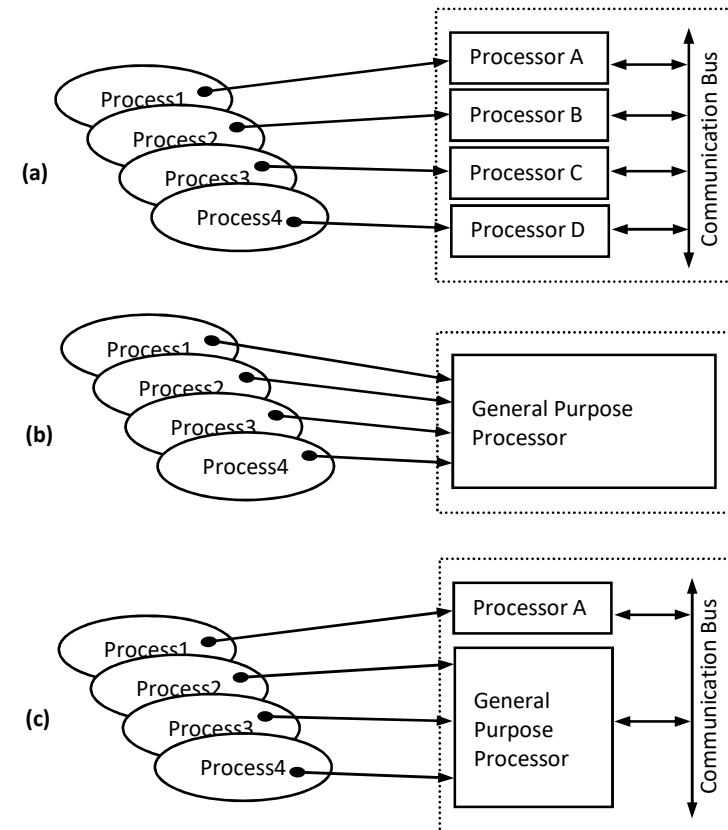 (a)
Process1
Process2
Process3
Process4
Processor A
Processor B
Processor C
Processor D
Communication Bus
(b)
Process1
Process2
Process3
Process4
General Purpose
Processor
(c)
Process1
Process2
Process3
Process4
Processor A
General
Purpose
Processor
Communication Bus